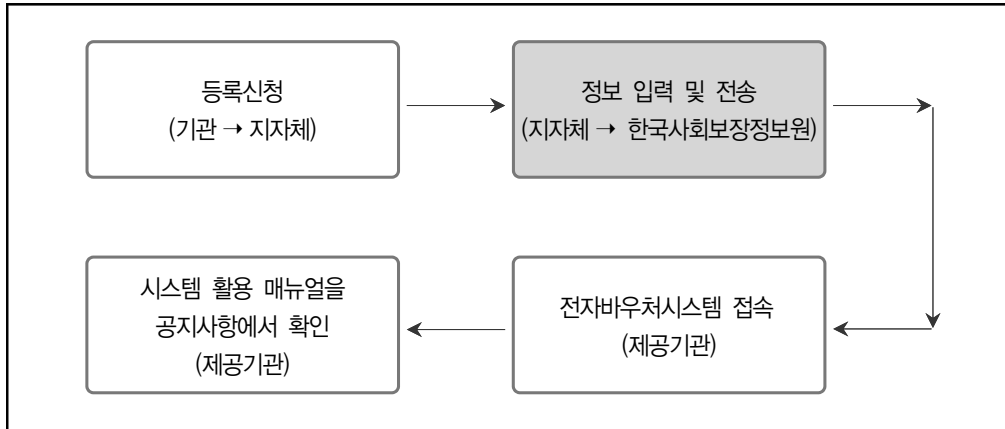 등록신청
(기관 → 지자체)
정보 입력 및 전송
(지자체 → 한국사회보장정보원)
전자바우처시스템 접속
(제공기관)
시스템 활용 매뉴얼을
공지사항에서 확인
(제공기관)